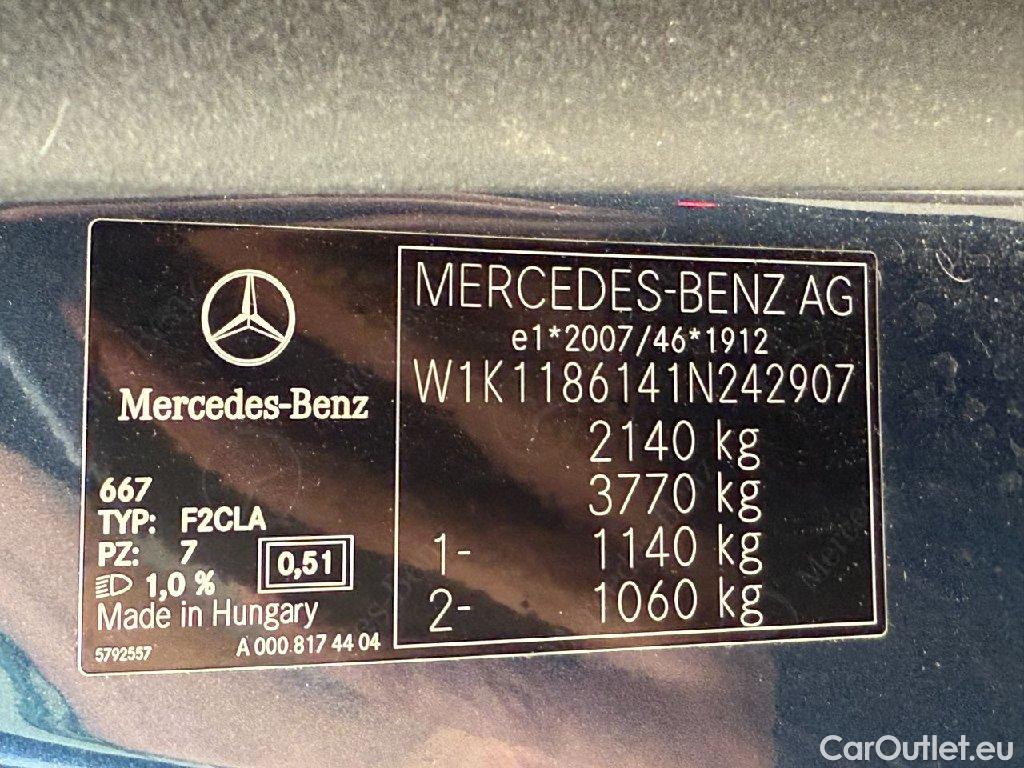 MERCEDES-BENZ AG
e1*2007/46*1912
W1K1186141N242907
2140 kg
3770 kg
1- 1140 kg
2- 1060 kg
Mercedes-Benz
667
TYP: F2CLA
PZ: 7
0,51
1,0 %
Made in Hungary
5792557
A 000 817 44 04
CarOutlet.eu